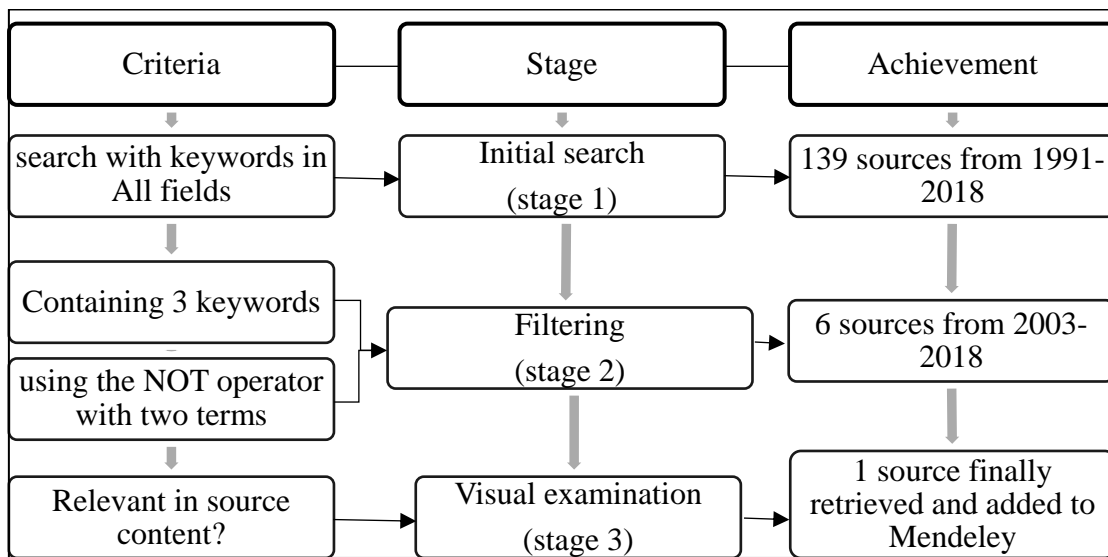 Criteria
Stage
Achievement
search with keywords in
All fields
Initial search
(stage 1)
139 sources from 1991-
2018
Containing 3 keywords
using the NOT operator
with two terms
Filtering
(stage 2)
6 sources from 2003-
2018
Relevant in source
content?
Visual examination
(stage 3)
1 source finally
retrieved and added to
Mendeley